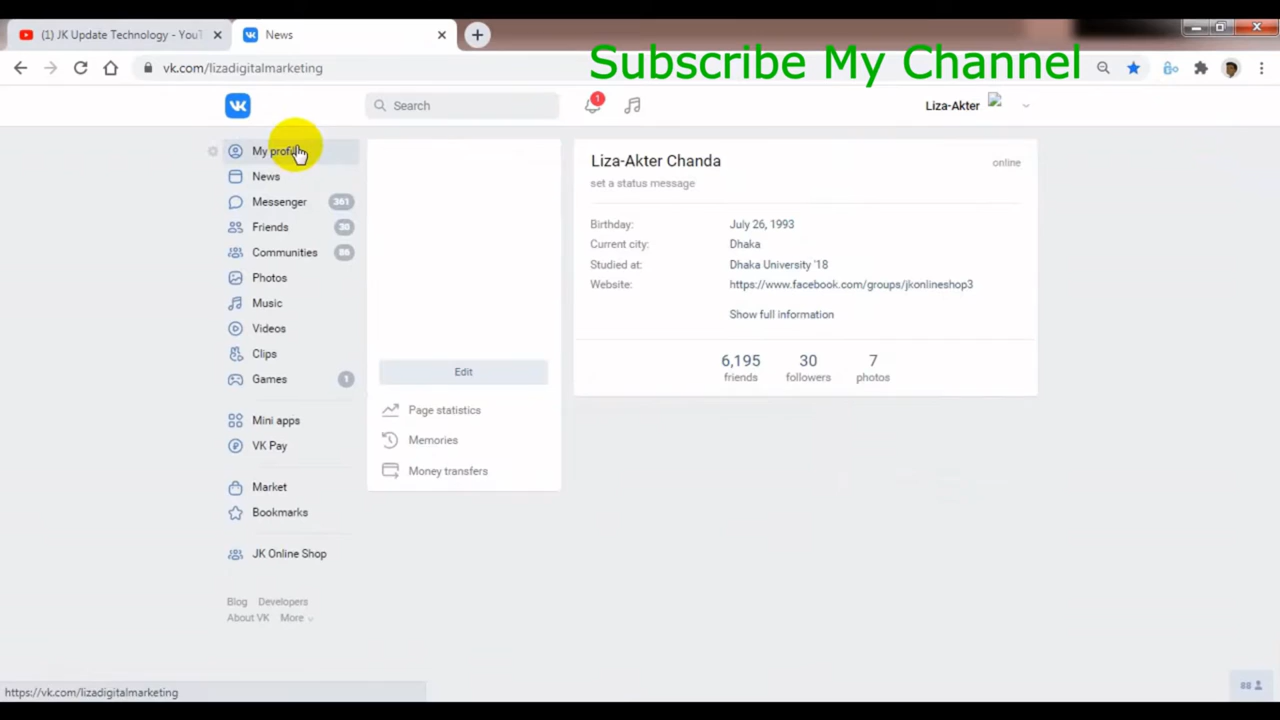 (1) JK Update Technology - YouT
News
vk.com/lizadigitalmarketing
Subscribe My Channel
Search
1
Liza-Akter
My profile
News
Messenger 361
Friends 30
Communities 86
Photos
Music
Videos
Clips
Games 1
Mini apps
VK Pay
Market
Bookmarks
JK Online Shop
Blog Developers
About VK More
Edit
Page statistics
Memories
Money transfers
Liza-Akter Chanda online
set a status message
Birthday: July 26, 1993
Current city: Dhaka
Studied at: Dhaka University '18
Website: https://www.facebook.com/groups/jkonlineshop3
Show full information
6,195 30 7
friends followers photos
https://vk.com/lizadigitalmarketing
88